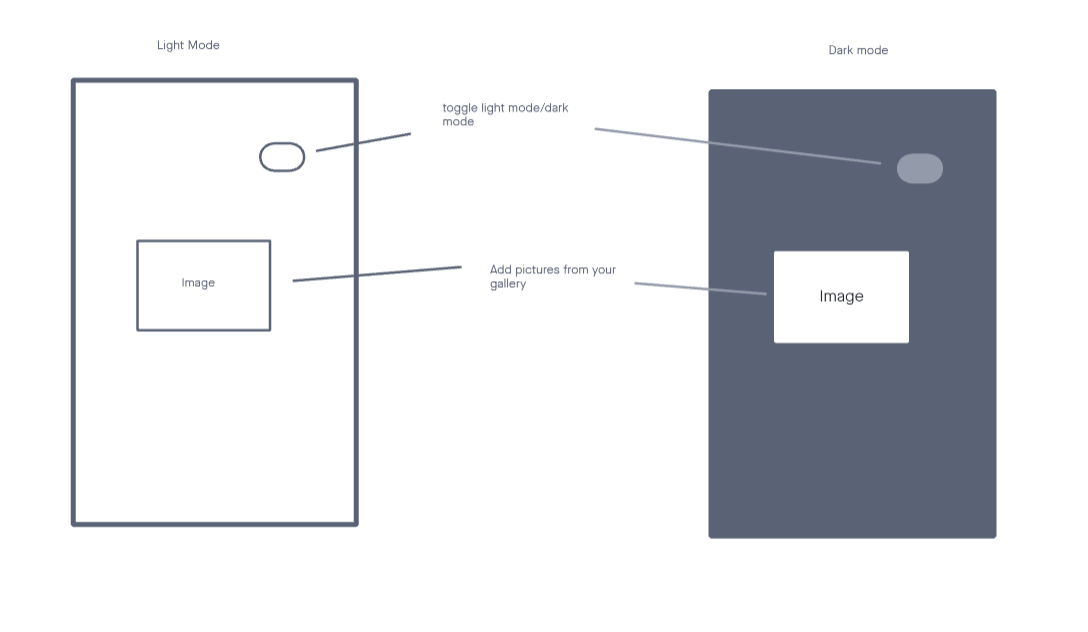 Light Mode
Dark mode
toggle light mode/dark
mode
Add pictures from your
gallery
Image
Image